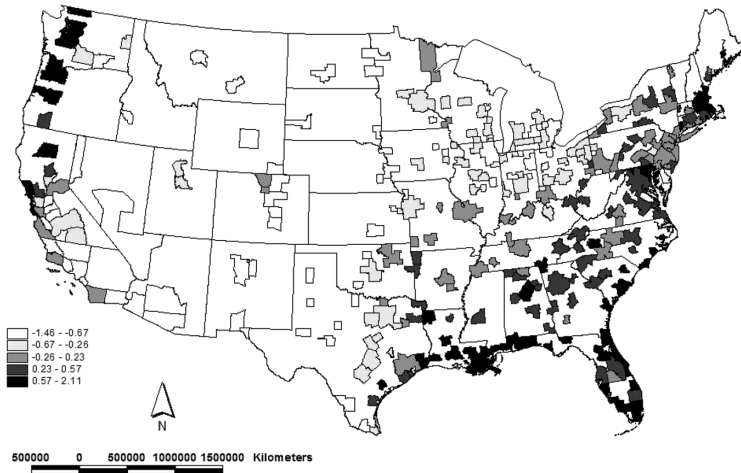 -1.46 - -0.67
-0.67 - -0.26
-0.26 - 0.23
0.23 - 0.57
0.57 - 2.11
N
500000 0 500000 1000000 1500000 Kilometers